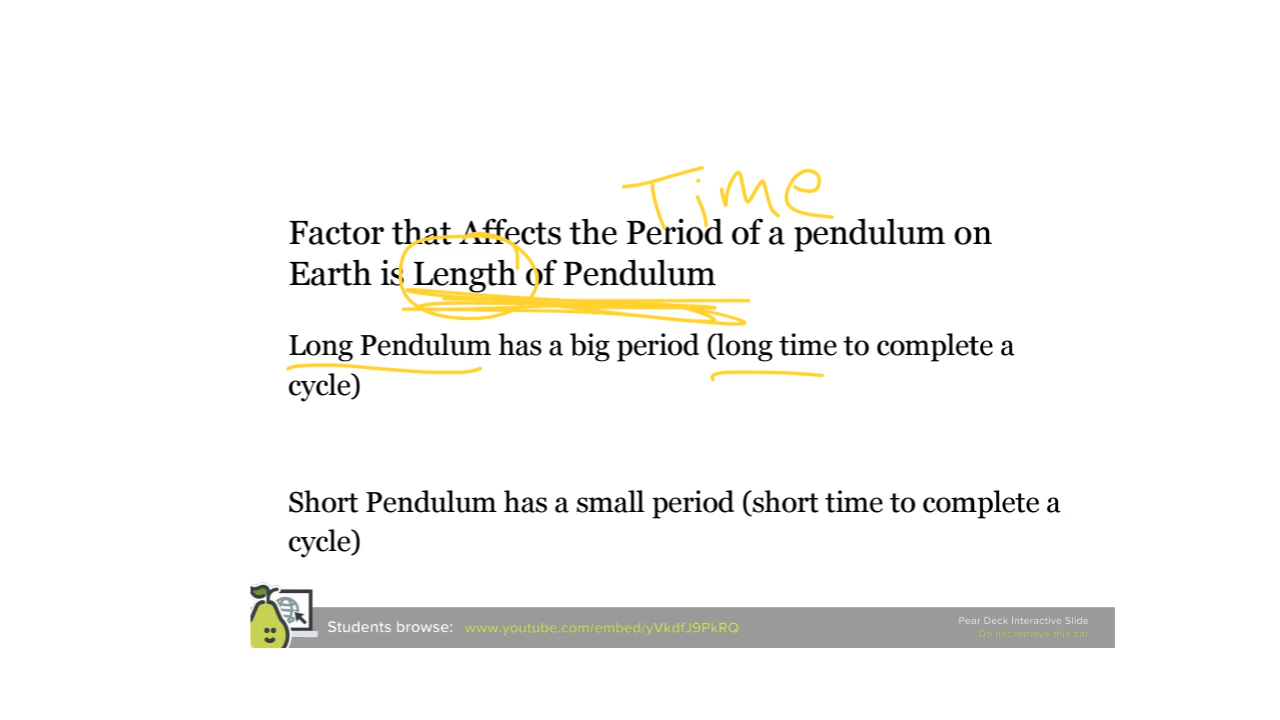 Time
Factor that Affects the Period of a pendulum on
Earth is Length of Pendulum
Long Pendulum has a big period (long time to complete a
cycle)
Short Pendulum has a small period (short time to complete a
cycle)
Students browse: www.youtube.com/embed/yVkdfJ9PkRQ
Pear Deck Interactive Slide
Do not remove this bar